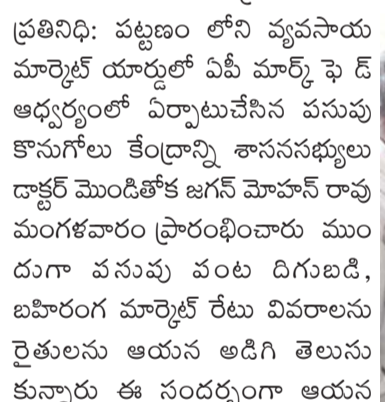 ప్రతినిధి: పట్టణం లోని వ్యవసాయ
మార్కెట్ యార్డులో ఏపీ మార్క్ ఫె డ్
ఆధ్వర్యంలో ఏర్పాటుచేసిన పసుపు
కొనుగోలు కేంద్రాన్ని శాసనసభ్యులు
డాక్టర్ మొండితోక జగన్ మోహన్ రావు
మంగళవారం ప్రారంభించారు ముం
దుగా పసుపు పంట దిగుబడి,
బహిరంగ మార్కెట్ రేటు వివరాలను
రైతులను ఆయన అడిగి తెలుసు
కున్నారు ఈ సందర్భంగా ఆయన